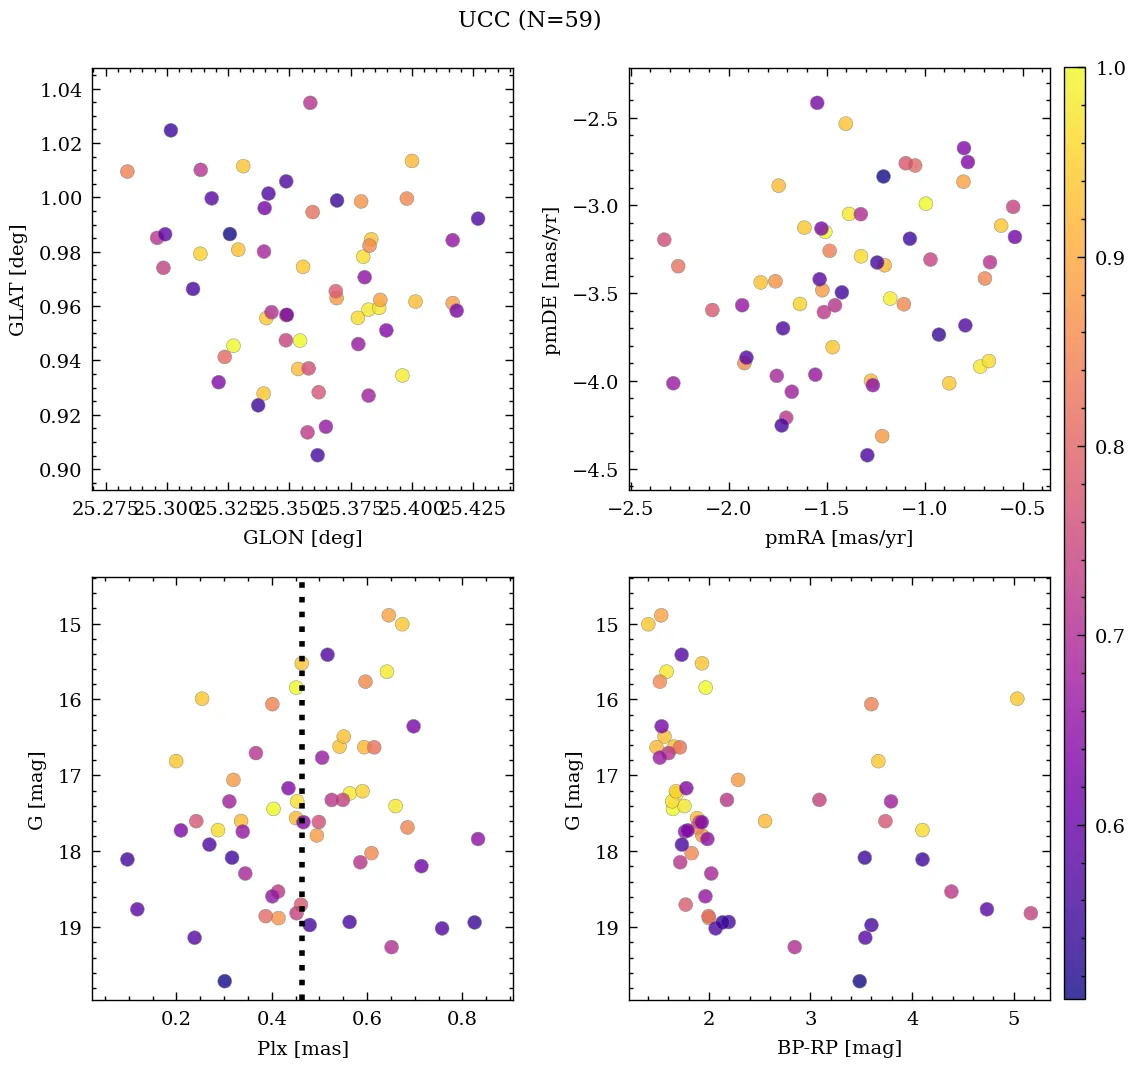 UCC (N=59)
1.04
1.02
1.00
0.98
0.96
0.94
0.92
0.90
GLAT [deg]
25.275 25.300 25.325 25.350 25.375 25.400 25.425
GLON [deg]
−2.5
−3.0
−3.5
−4.0
−4.5
pmDE [mas/yr]
−2.5 −2.0 −1.5 −1.0 −0.5
pmRA [mas/yr]
1.0
0.9
0.8
0.7
0.6
15
16
17
18
19
G [mag]
0.2 0.4 0.6 0.8
Plx [mas]
15
16
17
18
19
G [mag]
2 3 4 5
BP-RP [mag]